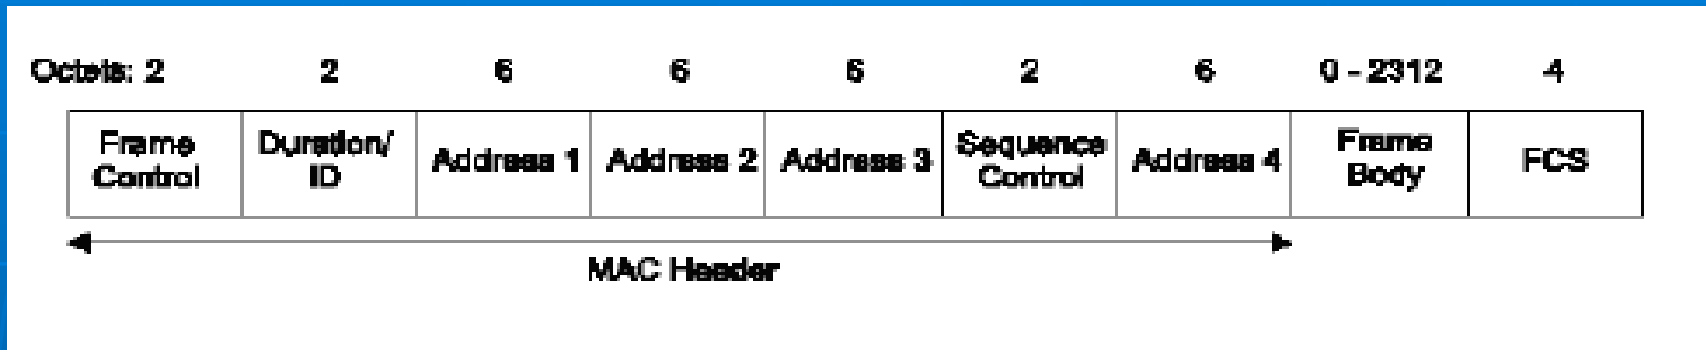 Octets: 2 2 6 6 6 2 6 0 - 2312 4
Frame Control
Duration/ ID
Address 1
Address 2
Address 3
Sequence Control
Address 4
Frame Body
FCS
MAC Header